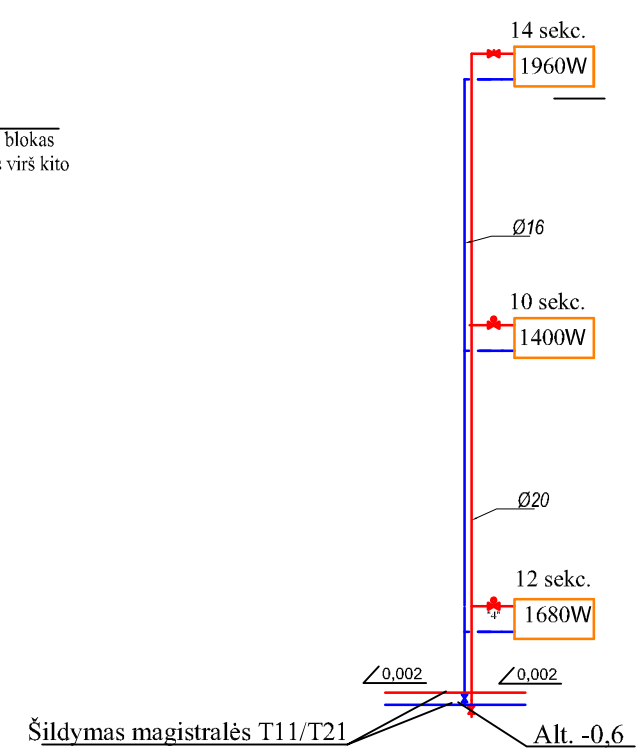 14 sekc.
1960W
blokas
virš kito
Ø16
10 sekc.
1400W
Ø20
12 sekc.
"4"
1680W
0,002
0,002
Šildymas magistralės T11/T21
Alt. -0,6